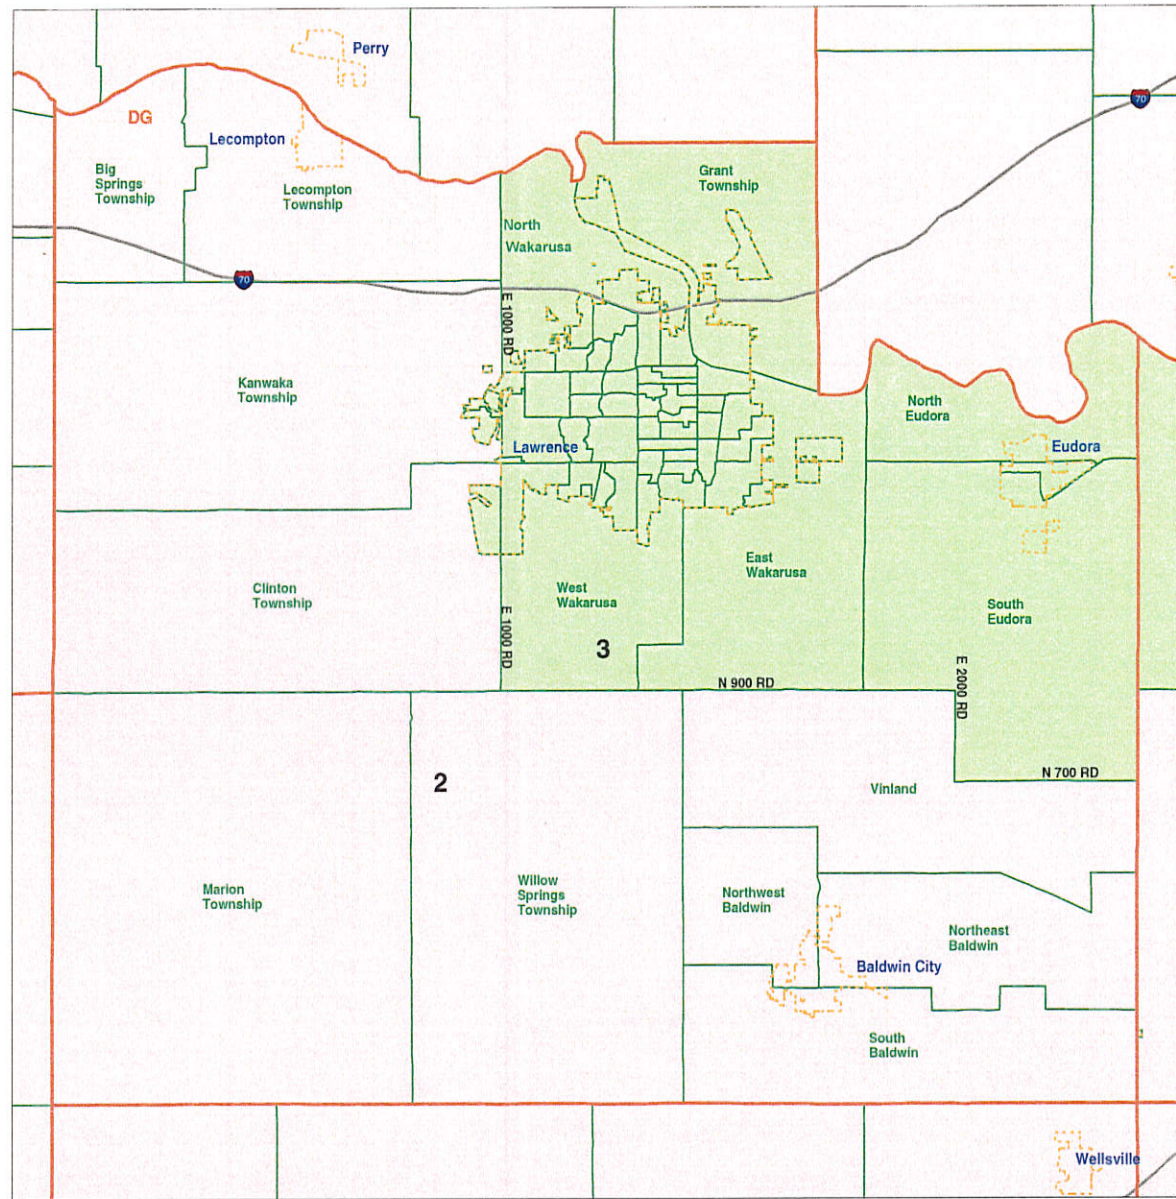 Perry
70
DG
Lecompton
Big
Springs
Township
Lecompton
Township
Grant
Township
North
Wakarusa
70
E 1000 RD
Kanwaka
Township
North
Eudora
Lawrence
Eudora
Clinton
Township
West
Wakarusa
East
Wakarusa
South
Eudora
E 1000 RD
3
E 2000 RD
N 900 RD
N 700 RD
2
Vinland
Marion
Township
Willow
Springs
Township
Northwest
Baldwin
Northeast
Baldwin
Baldwin City
South
Baldwin
Wellsville